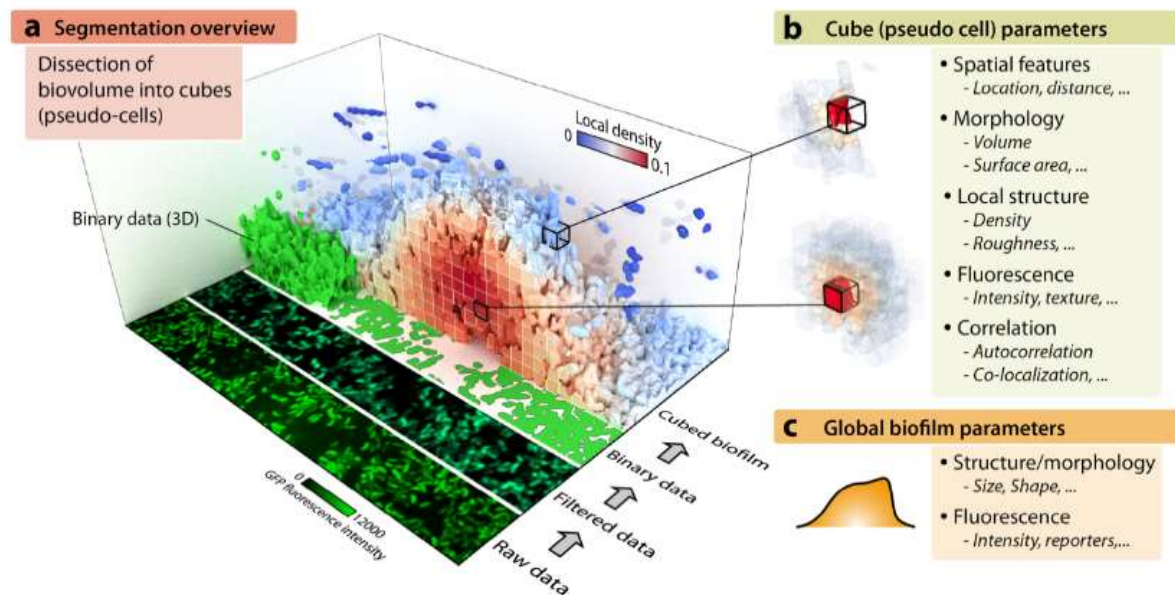 a Segmentation overview
Dissection of
biovolume into cubes
(pseudo-cells)
Local density
0
0.1
Binary data (3D)
0
12000
GFP fluorescence
intensity
Raw data
Filtered data
Binary data
Cubed biofilm
b Cube (pseudo cell) parameters
• Spatial features
- Location, distance, ...
• Morphology
- Volume
- Surface area, ...
• Local structure
- Density
- Roughness, ...
• Fluorescence
- Intensity, texture, ...
• Correlation
- Autocorrelation
- Co-localization, ...
c Global biofilm parameters
• Structure/morphology
- Size, Shape, ...
• Fluorescence
- Intensity, reporters,...